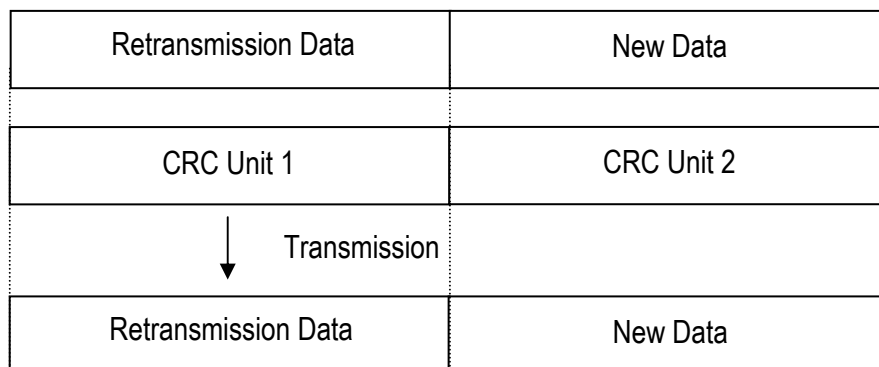 Retransmission Data New Data
CRC Unit 1 CRC Unit 2
Transmission
Retransmission Data New Data